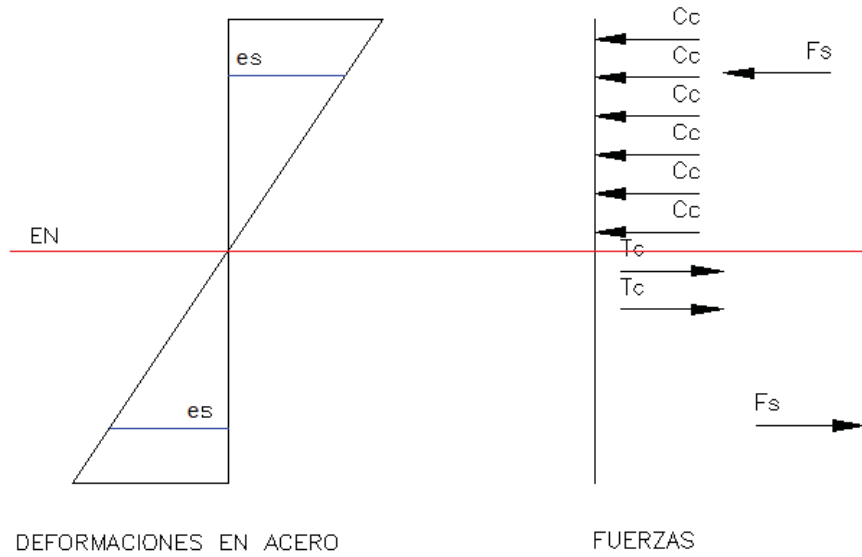 es
EN
es
DEFORMACIONES EN ACERO
Cc
Cc
Cc
Cc
Cc
Cc
Fs
Tc
Tc
Fs
FUERZAS